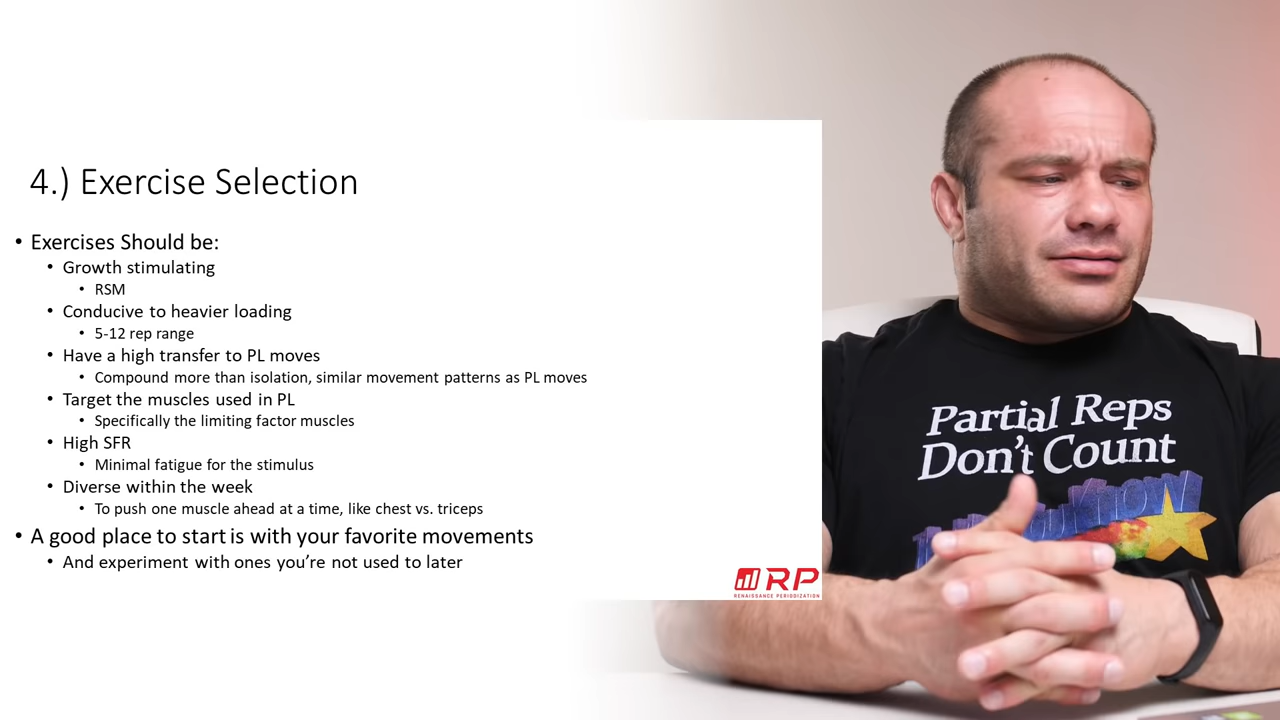 4.) Exercise Selection
• Exercises Should be:
• Growth stimulating
• RSM
• Conducive to heavier loading
• 5-12 rep range
• Have a high transfer to PL moves
• Compound more than isolation, similar movement patterns as PL moves
• Target the muscles used in PL
• Specifically the limiting factor muscles
• High SFR
• Minimal fatigue for the stimulus
• Diverse within the week
• To push one muscle ahead at a time, like chest vs. triceps
• A good place to start is with your favorite movements
• And experiment with ones you’re not used to later
RP
RENAISSANCE PERIODIZATION
Partial Reps
Don't Count